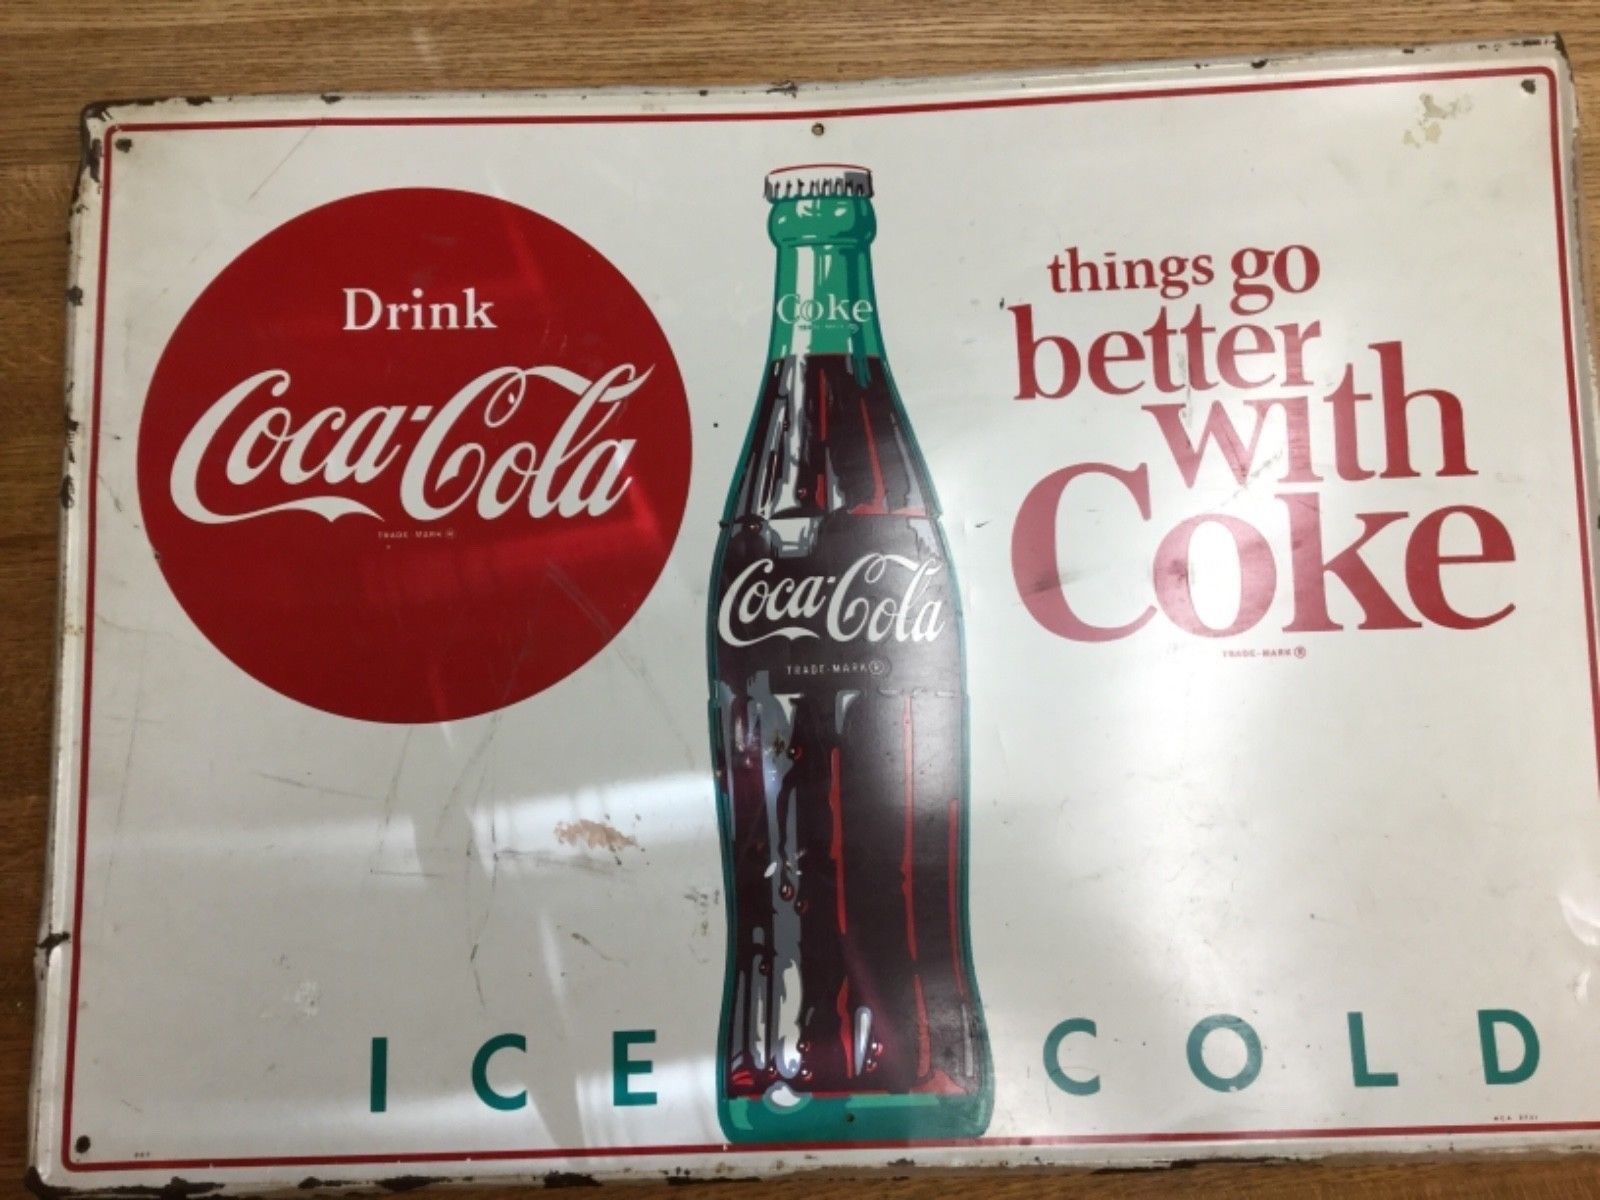 Drink
Coca-Cola
TRADE-MARK ®
Coke
Coca-Cola
TRADE-MARK ®
things go
better
with
Coke
TRADE-MARK ®
ICE COLD